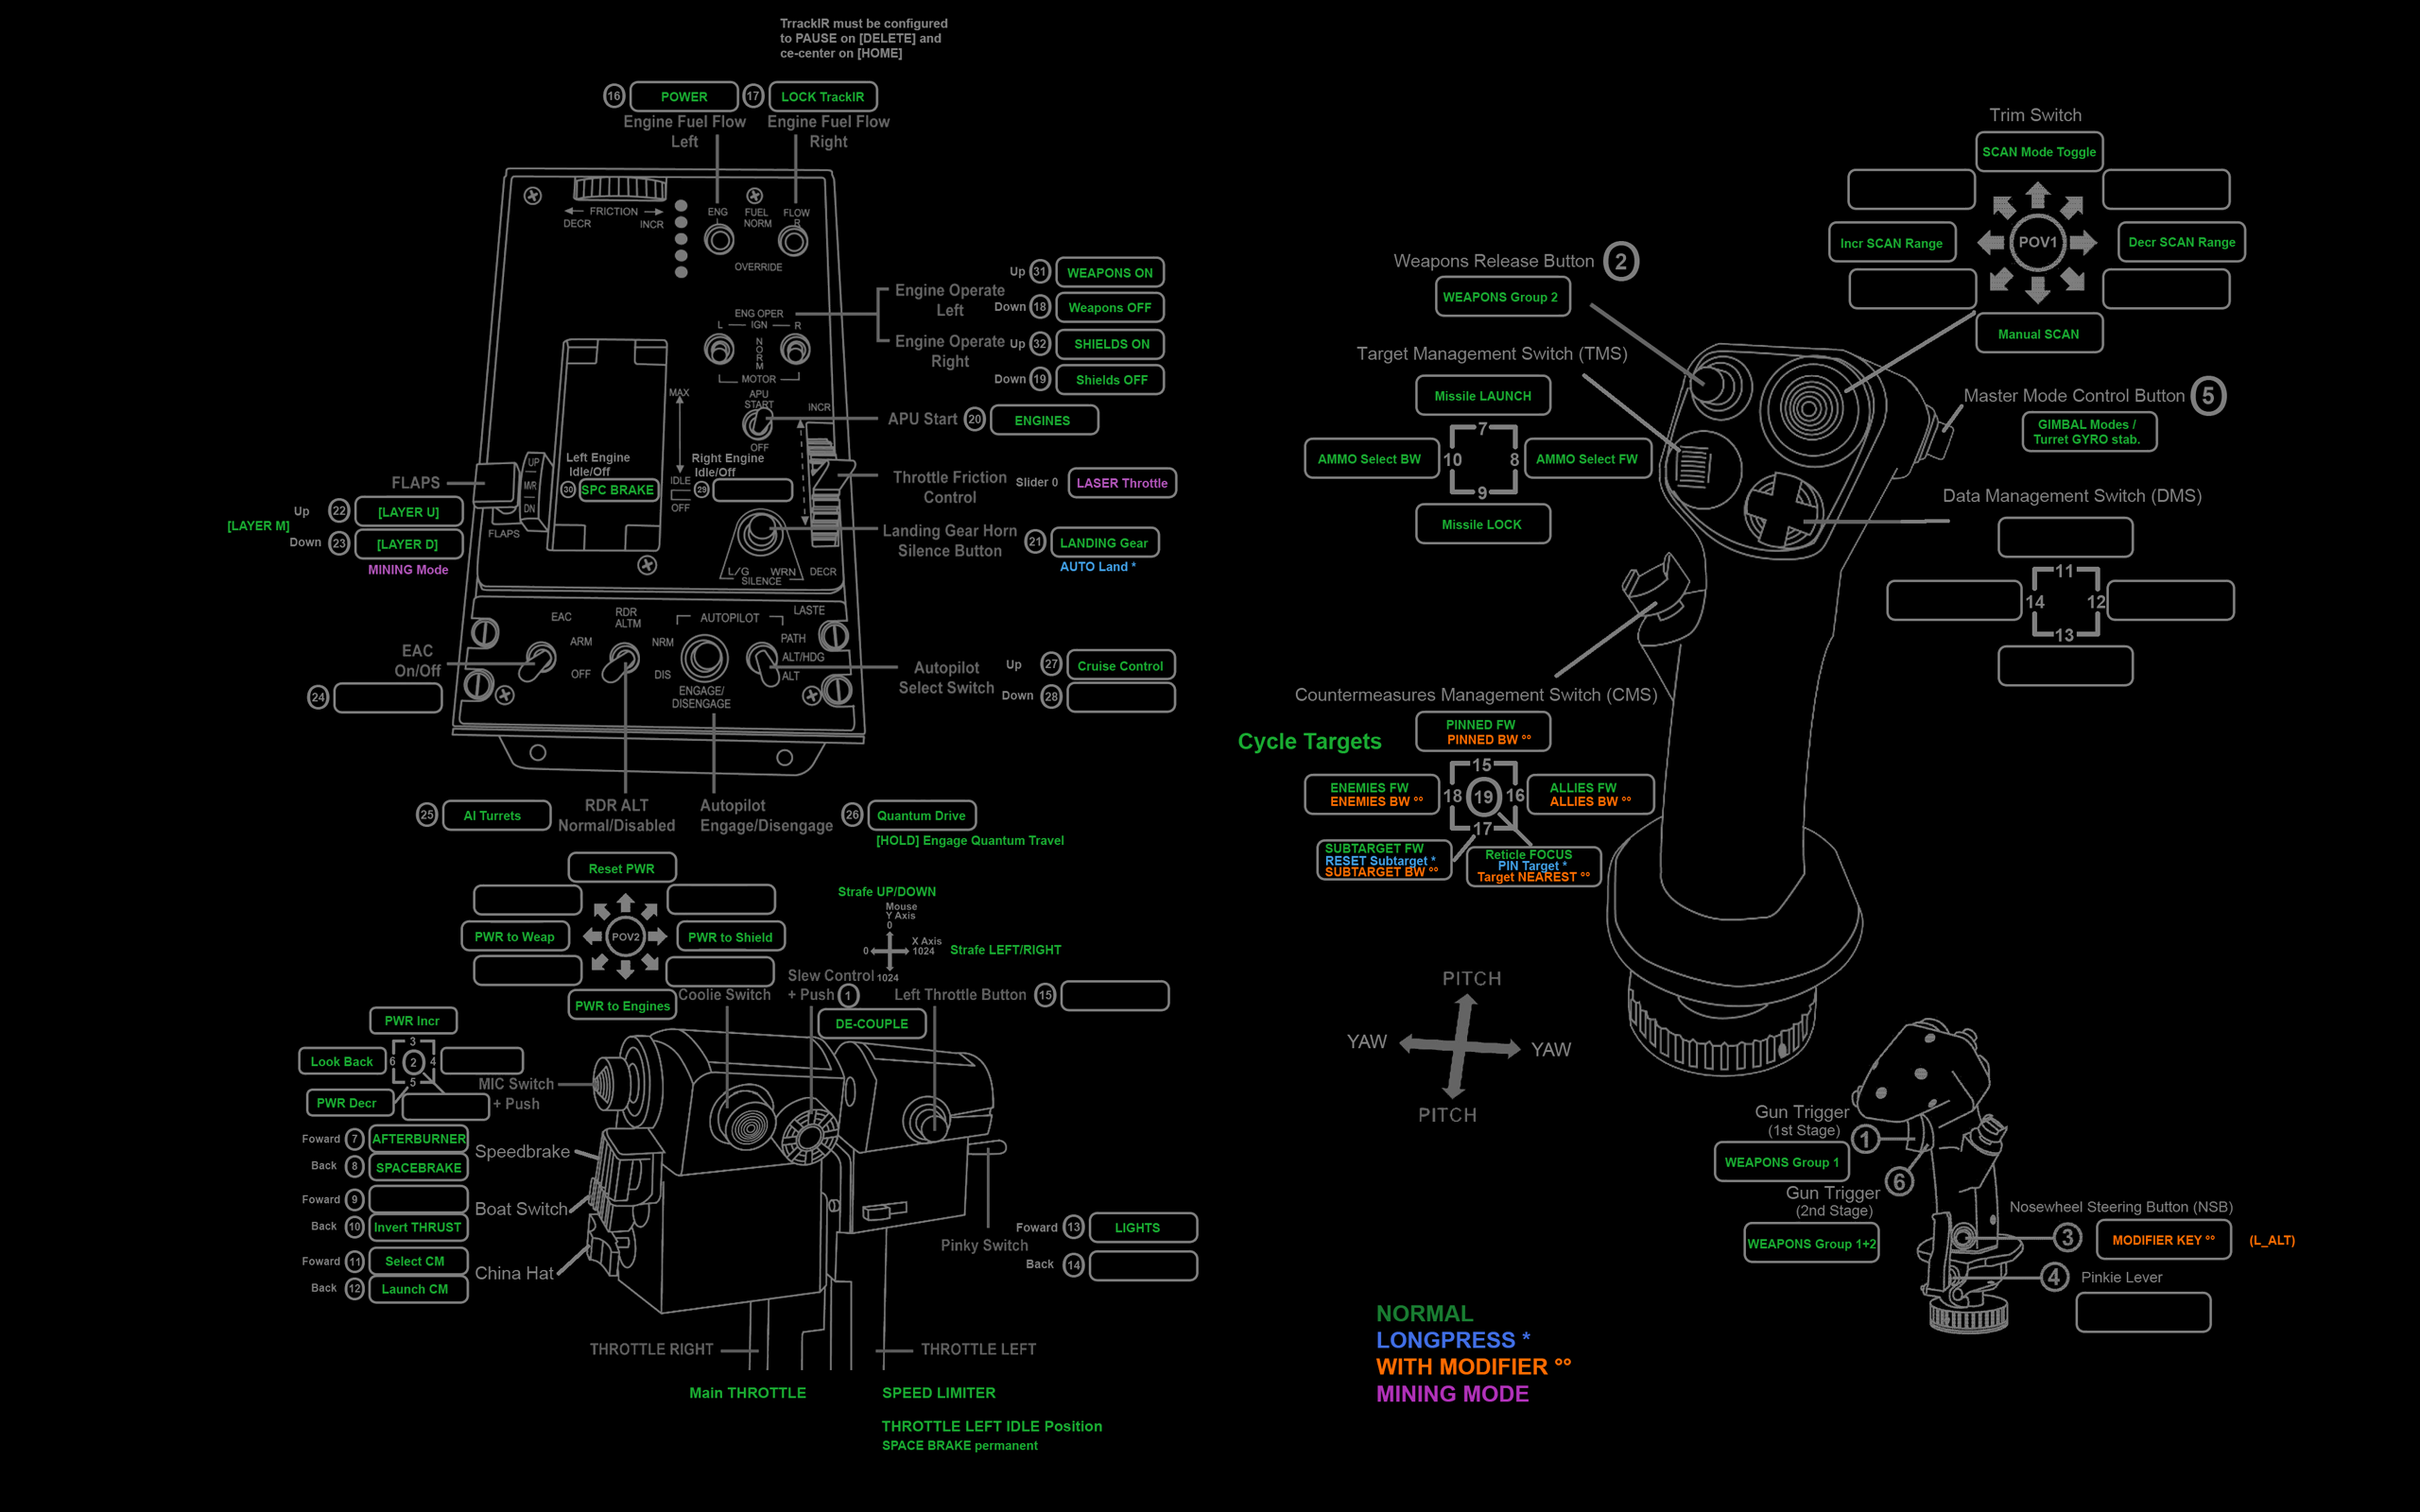 TrrackIR must be configured
to PAUSE on [DELETE] and
ce-center on [HOME]
16 POWER
17 LOCK TrackIR
Engine Fuel Flow
Left
Engine Fuel Flow
Right
FRICTION
DECR INCR
ENG FUEL FLOW
L NORM R
OVERRIDE
ENG OPER
L IGN R
NORM
MOTOR
Engine Operate
Left
Up 31 WEAPONS ON
Down 18 Weapons OFF
Engine Operate
Right
Up 32 SHIELDS ON
Down 19 Shields OFF
MAX
APU
START
OFF
INCR
APU Start 20 ENGINES
Left Engine
Idle/Off
30 SPC BRAKE
Right Engine
Idle/Off
29
IDLE
OFF
Throttle Friction
Control
Slider 0 LASER Throttle
FLAPS
UP
MVR
DN
FLAPS
[LAYER M]
Up 22 [LAYER U]
Down 23 [LAYER D]
MINING Mode
Landing Gear Horn
Silence Button
21 LANDING Gear
AUTO Land *
L/G WRN
SILENCE
DECR
EAC
RDR
ALTM
AUTOPILOT
LASTE
ARM
OFF
NRM
DIS
PATH
ALT/HDG
ALT
ENGAGE/
DISENGAGE
EAC
On/Off
24
Autopilot
Select Switch
Up 27 Cruise Control
Down 28
25 AI Turrets
RDR ALT
Normal/Disabled
Autopilot
Engage/Disengage
26 Quantum Drive
[HOLD] Engage Quantum Travel
Reset PWR
PWR to Weap
POV2
PWR to Shield
PWR to Engines
Coolie Switch
Strafe UP/DOWN
Mouse
Y Axis
0
0
X Axis
1024
1024
Strafe LEFT/RIGHT
Slew Control
+ Push 1
DE-COUPLE
Left Throttle Button 15
PWR Incr
Look Back
3
6 2 4
5
PWR Decr
MIC Switch
+ Push
Foward 7 AFTERBURNER
Back 8 SPACEBRAKE
Speedbrake
Foward 9
Back 10 Invert THRUST
Boat Switch
Foward 11 Select CM
Back 12 Launch CM
China Hat
Pinky Switch
Foward 13 LIGHTS
Back 14
THROTTLE RIGHT
THROTTLE LEFT
Main THROTTLE
SPEED LIMITER
THROTTLE LEFT IDLE Position
SPACE BRAKE permanent
Trim Switch
SCAN Mode Toggle
Incr SCAN Range
POV1
Decr SCAN Range
Manual SCAN
Weapons Release Button 2
WEAPONS Group 2
Target Management Switch (TMS)
Missile LAUNCH
AMMO Select BW
7
10 8
9
AMMO Select FW
Missile LOCK
Master Mode Control Button 5
GIMBAL Modes /
Turret GYRO stab.
Data Management Switch (DMS)
11
14 12
13
Countermeasures Management Switch (CMS)
Cycle Targets
PINNED FW
PINNED BW °°
ENEMIES FW
ENEMIES BW °°
15
18 19 16
17
ALLIES FW
ALLIES BW °°
SUBTARGET FW
RESET Subtarget *
SUBTARGET BW °°
Reticle FOCUS
PIN Target *
Target NEAREST °°
PITCH
YAW
YAW
PITCH
Gun Trigger
(1st Stage)
1
WEAPONS Group 1
6
Gun Trigger
(2nd Stage)
WEAPONS Group 1+2
Nosewheel Steering Button (NSB)
3 MODIFIER KEY °° (L_ALT)
4 Pinkie Lever
NORMAL
LONGPRESS *
WITH MODIFIER °°
MINING MODE